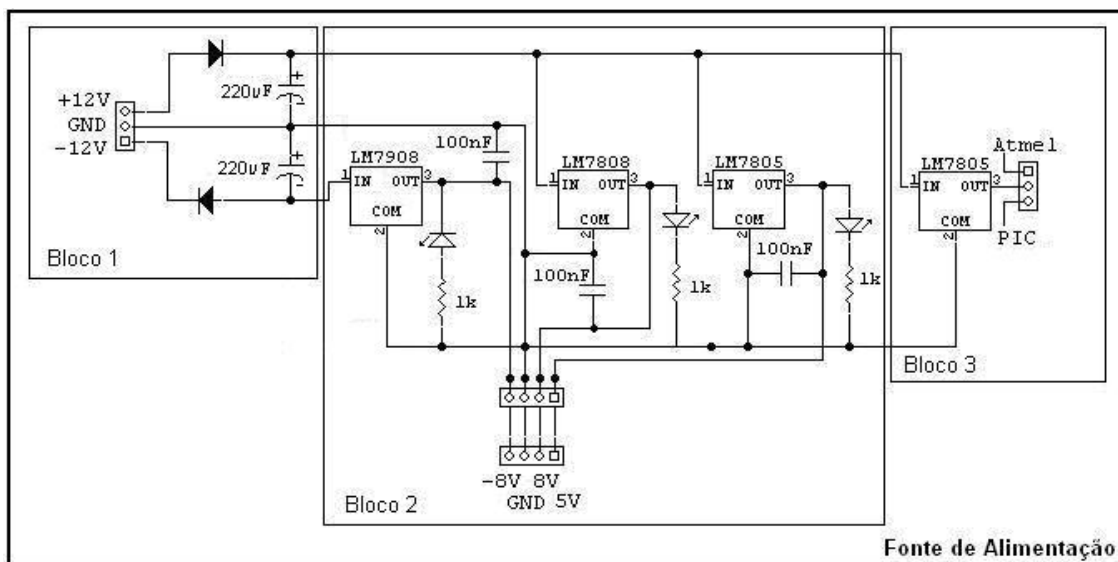 +12V
GND
-12V
220uF
+
-
220uF
+
-
Bloco 1
LM7908
1
IN
OUT
3
COM
2
100nF
1k
LM7808
1
IN
OUT
3
COM
2
100nF
1k
LM7805
1
IN
OUT
3
COM
2
100nF
1k
-8V 8V
GND 5V
Bloco 2
LM7805
1
IN
OUT
3
COM
2
Atmel
PIC
Bloco 3
Fonte de Alimentação